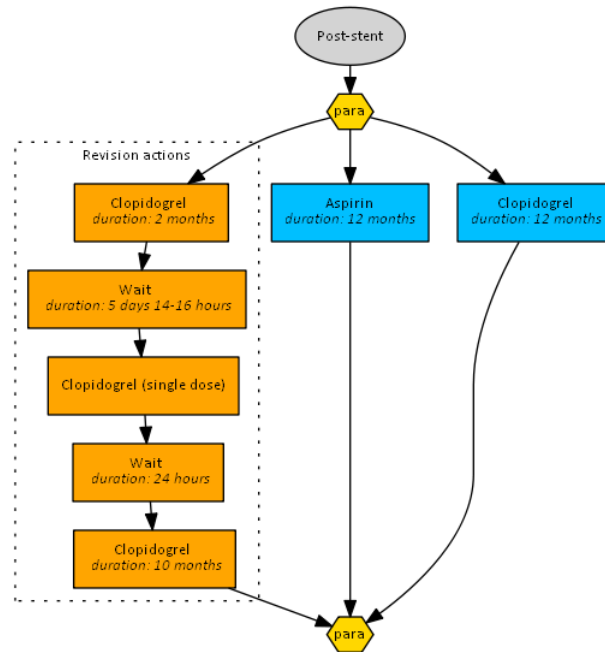 Post-stent
para
Revision actions
Clopidogrel
duration: 2 months
Aspirin
duration: 12 months
Clopidogrel
duration: 12 months
Wait
duration: 5 days 14-16 hours
Clopidogrel (single dose)
Wait
duration: 24 hours
Clopidogrel
duration: 10 months
para